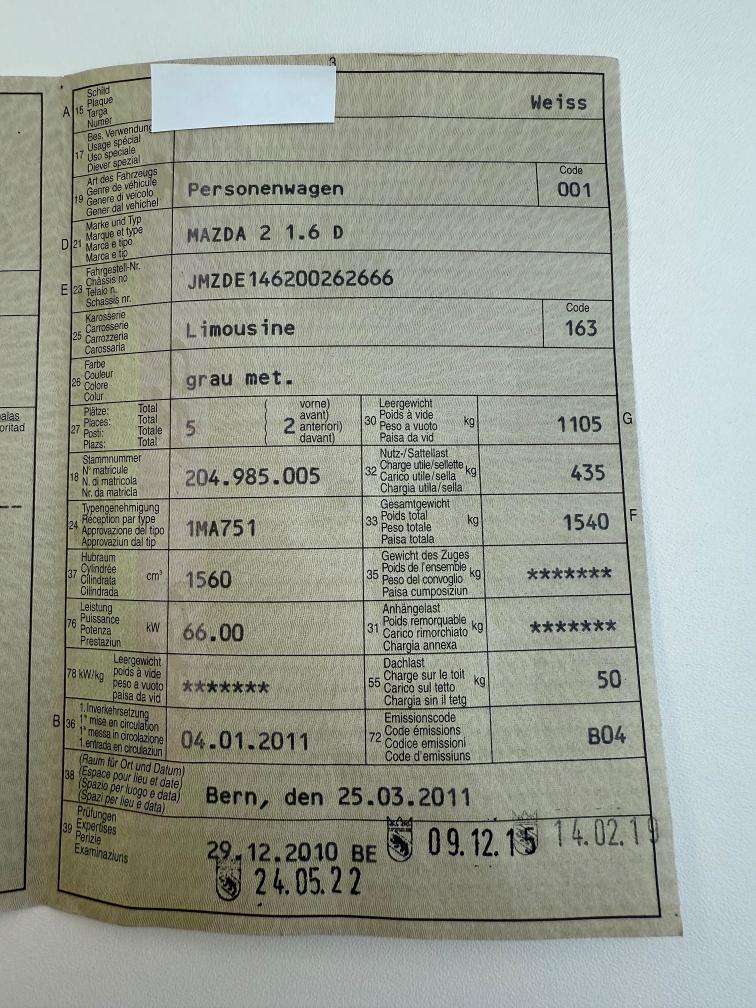 3
A 15 Schild
Plaque
Targa
Numer
Weiss
17 Bes. Verwendung
Usage spécial
Uso speciale
Diever spezial
19 Art des Fahrzeugs
Genre de véhicule
Genere di veicolo
Gener dal vehichel
Personenwagen
Code
001
D 21 Marke und Typ
Marque et type
Marca e tipo
Marca e tip
MAZDA 2 1.6 D
E 23 Fahrgestell-Nr.
Châssis no
Telaio n.
Schassis nr.
JMZDE146200262666
25 Karosserie
Carrosserie
Carrozzeria
Carossaria
Limousine
Code
163
26 Farbe
Couleur
Colore
Colur
grau met.
27 Plätze: Total
Places: Total
Posti: Totale
Plazs: Total
5
2
vorne)
avant)
anteriori)
davant)
30 Leergewicht
Poids à vide
Peso a vuoto
Paisa da vid
kg
1105
G
18 Stammnummer
N° matricule
N. di matricola
Nr. da matricla
204.985.005
32 Nutz-/Sattellast
Charge utile/sellette
Carico utile/sella
Chargia utila/sella
kg
435
24 Typengenehmigung
Réception par type
Approvazione del tipo
Approvaziun dal tip
1MA751
33 Gesamtgewicht
Poids total
Peso totale
Paisa totala
kg
1540
F
37 Hubraum
Cylindrée
Cilindrata
Cilindrada
cm³
1560
35 Gewicht des Zuges
Poids de l'ensemble
Peso del convoglio
Paisa cumposiziun
kg
*******
76 Leistung
Puissance
Potenza
Prestaziun
kW
66.00
31 Anhängelast
Poids remorquable
Carico rimorchiato
Chargia annexa
kg
*******
78 kW/kg
Leergewicht
poids à vide
peso a vuoto
paisa da vid
*******
55 Dachlast
Charge sur le toit
Carico sul tetto
Chargia sin il tetg
kg
50
B 36 1. Inverkehrsetzung
1re mise en circulation
1a messa in circolazione
1. entrada en circulaziun
04.01.2011
72 Emissionscode
Code émissions
Codice emissioni
Code d'emissiuns
B04
38 (Raum für Ort und Datum)
(Espace pour lieu et date)
(Spazio per luogo e data)
(Spazi per lieu e data)
Bern, den 25.03.2011
39 Prüfungen
Expertises
Perizie
Examinaziuns
29.12.2010 BE
09.12.15
14.02.19
24.05.22